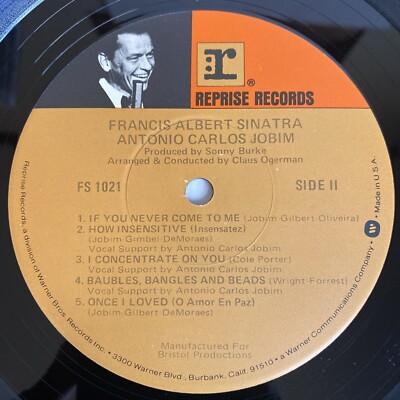 r
®
REPRISE RECORDS
FRANCIS ALBERT SINATRA
ANTONIO CARLOS JOBIM
Produced by Sonny Burke
Arranged & Conducted by Claus Ogerman
FS 1021
SIDE II
1. IF YOU NEVER COME TO ME (Jobim-Gilbert-Oliveira)
2. HOW INSENSITIVE (Insensatez)
(Jobim-Gimbel-DeMoraes)
Vocal Support by Antonio Carlos Jobim
3. I CONCENTRATE ON YOU (Cole Porter)
Vocal Support by Antonio Carlos Jobim
4. BAUBLES, BANGLES AND BEADS (Wright-Forrest)
Vocal Support by Antonio Carlos Jobim
5. ONCE I LOVED (O Amor En Paz)
(Jobim-Gilbert-DeMoraes)
Manufactured For
Bristol Productions
Reprise Records, a division of Warner Bros. Records Inc. • 3300 Warner Blvd., Burbank, Calif. 91510 • a Warner Communications Company • W • Made in U.S.A.